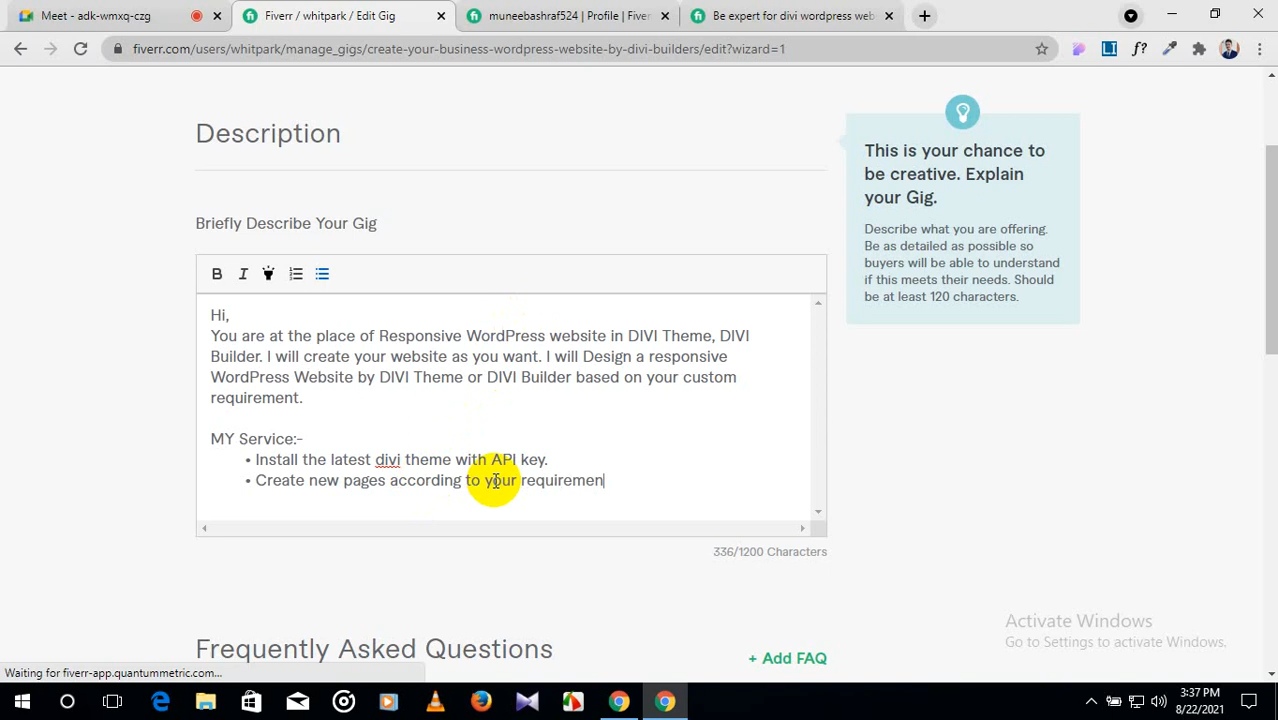 Meet - adk-wmxq-czg
Fiverr / whitpark / Edit Gig
muneebashraf524 | Profile | Fiverr
Be expert for divi wordpress web
fiverr.com/users/whitpark/manage_gigs/create-your-business-wordpress-website-by-divi-builders/edit?wizard=1
Description
This is your chance to
be creative. Explain
your Gig.
Describe what you are offering.
Be as detailed as possible so
buyers will be able to understand
if this meets their needs. Should
be at least 120 characters.
Briefly Describe Your Gig
B I
Hi,
You are at the place of Responsive WordPress website in DIVI Theme, DIVI
Builder. I will create your website as you want. I will Design a responsive
WordPress Website by DIVI Theme or DIVI Builder based on your custom
requirement.
MY Service:-
• Install the latest divi theme with API key.
• Create new pages according to your requiremen
336/1200 Characters
Frequently Asked Questions
+ Add FAQ
Activate Windows
Go to Settings to activate Windows.
Waiting for fiverr-app.quantummetric.com...
3:37 PM
8/22/2021